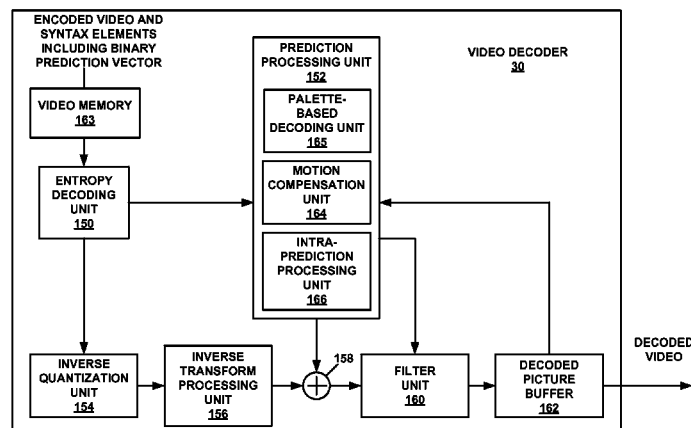 ENCODED VIDEO AND
SYNTAX ELEMENTS
INCLUDING BINARY
PREDICTION VECTOR
VIDEO MEMORY
163
ENTROPY
DECODING
UNIT
150
PREDICTION
PROCESSING UNIT
152
PALETTE-
BASED DECODING
UNIT
165
MOTION
COMPENSATION
UNIT
164
INTRA-
PREDICTION
PROCESSING
UNIT
166
VIDEO DECODER
30
INVERSE
QUANTIZATION
UNIT
154
INVERSE
TRANSFORM
PROCESSING
UNIT
156
158
FILTER
UNIT
160
DECODED
PICTURE
BUFFER
162
DECODED
VIDEO